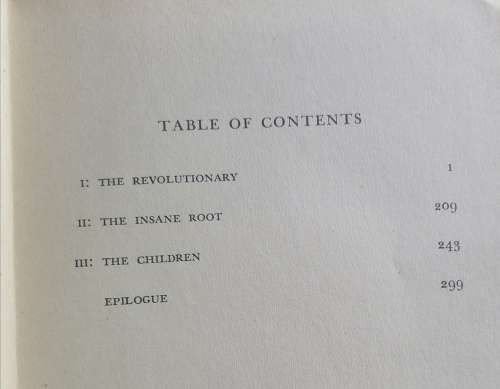 TABLE OF CONTENTS
I: THE REVOLUTIONARY 1
II: THE INSANE ROOT 209
III: THE CHILDREN 243
EPILOGUE 299